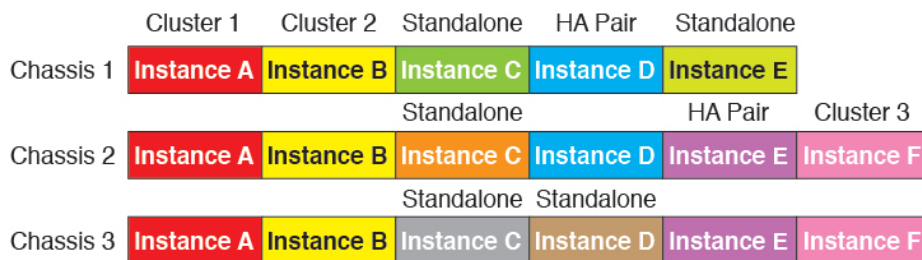 Cluster 1 Cluster 2 Standalone HA Pair Standalone
Chassis 1 Instance A Instance B Instance C Instance D Instance E
Standalone HA Pair Cluster 3
Chassis 2 Instance A Instance B Instance C Instance D Instance E Instance F
Standalone Standalone
Chassis 3 Instance A Instance B Instance C Instance D Instance E Instance F